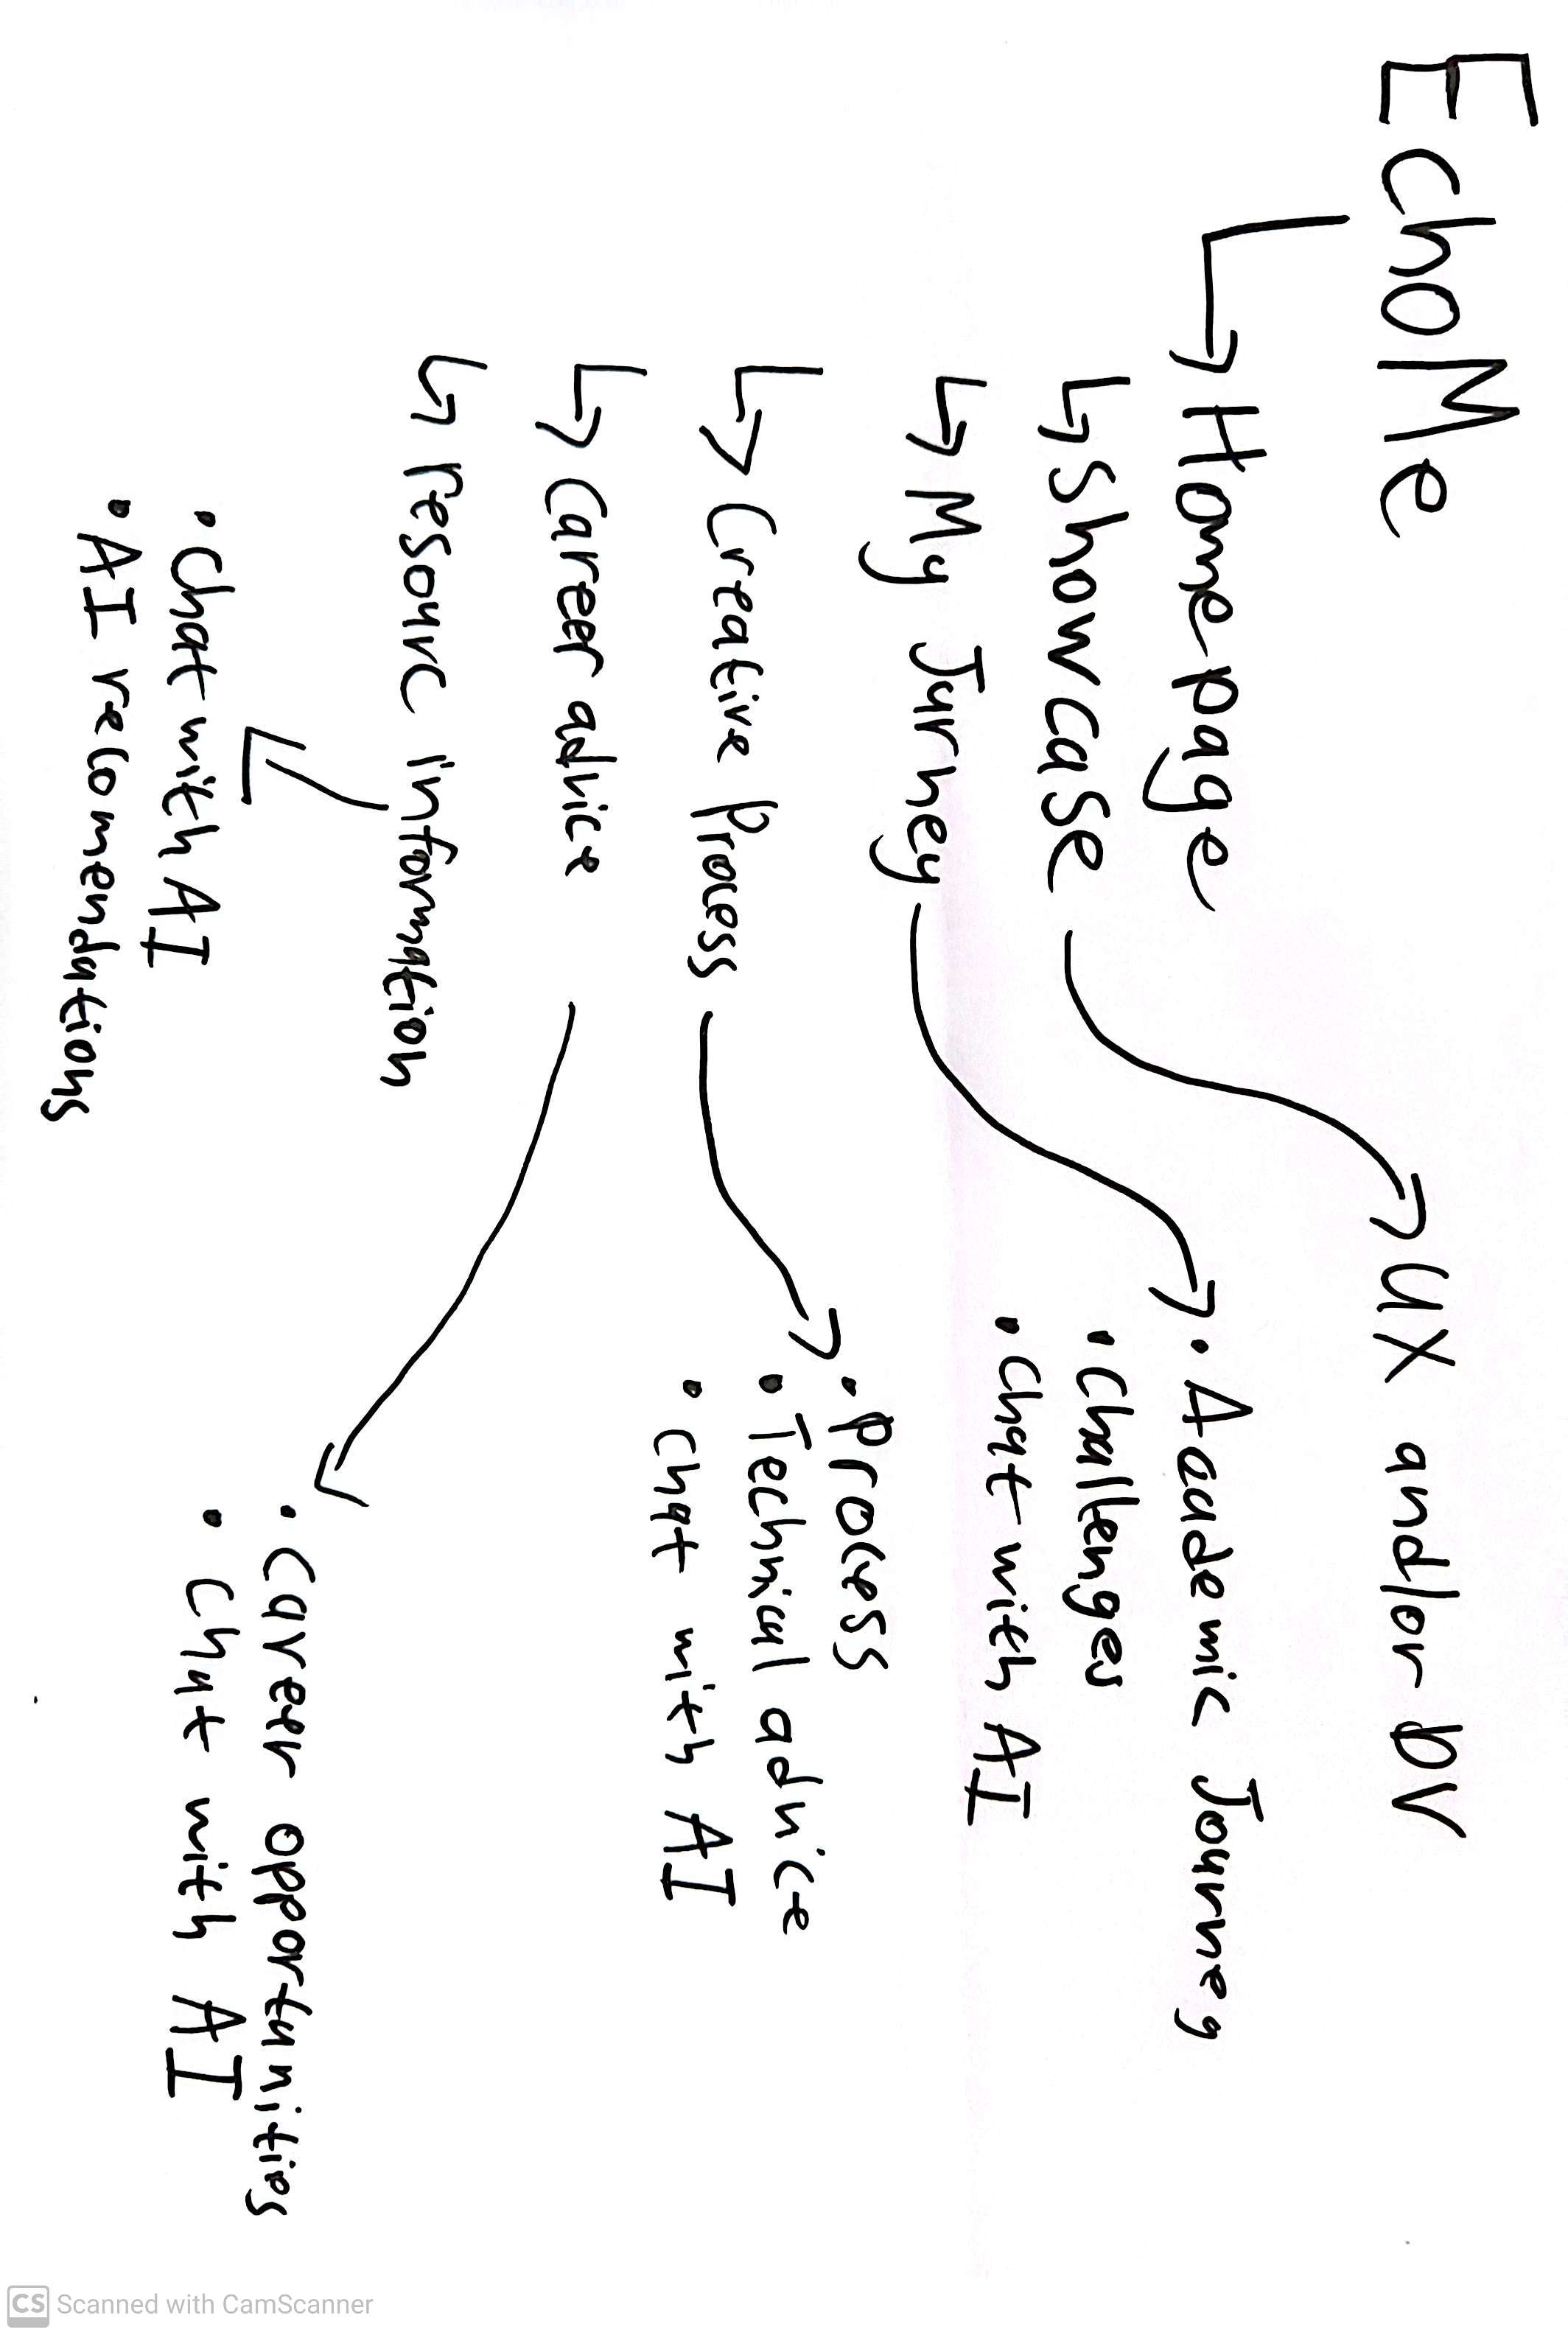 EchoMe
Homepage
Showcase
My Jurney
Creative Process
Career advice
resourc information
• Chat with AI
• AI recomendations
UX and/or DV
• Academic Journey
• Challenges
• Chat with AI
• Process
• Technical advice
• Chat with AI
• Career opportunities
• Chat with AI
CS Scanned with CamScanner